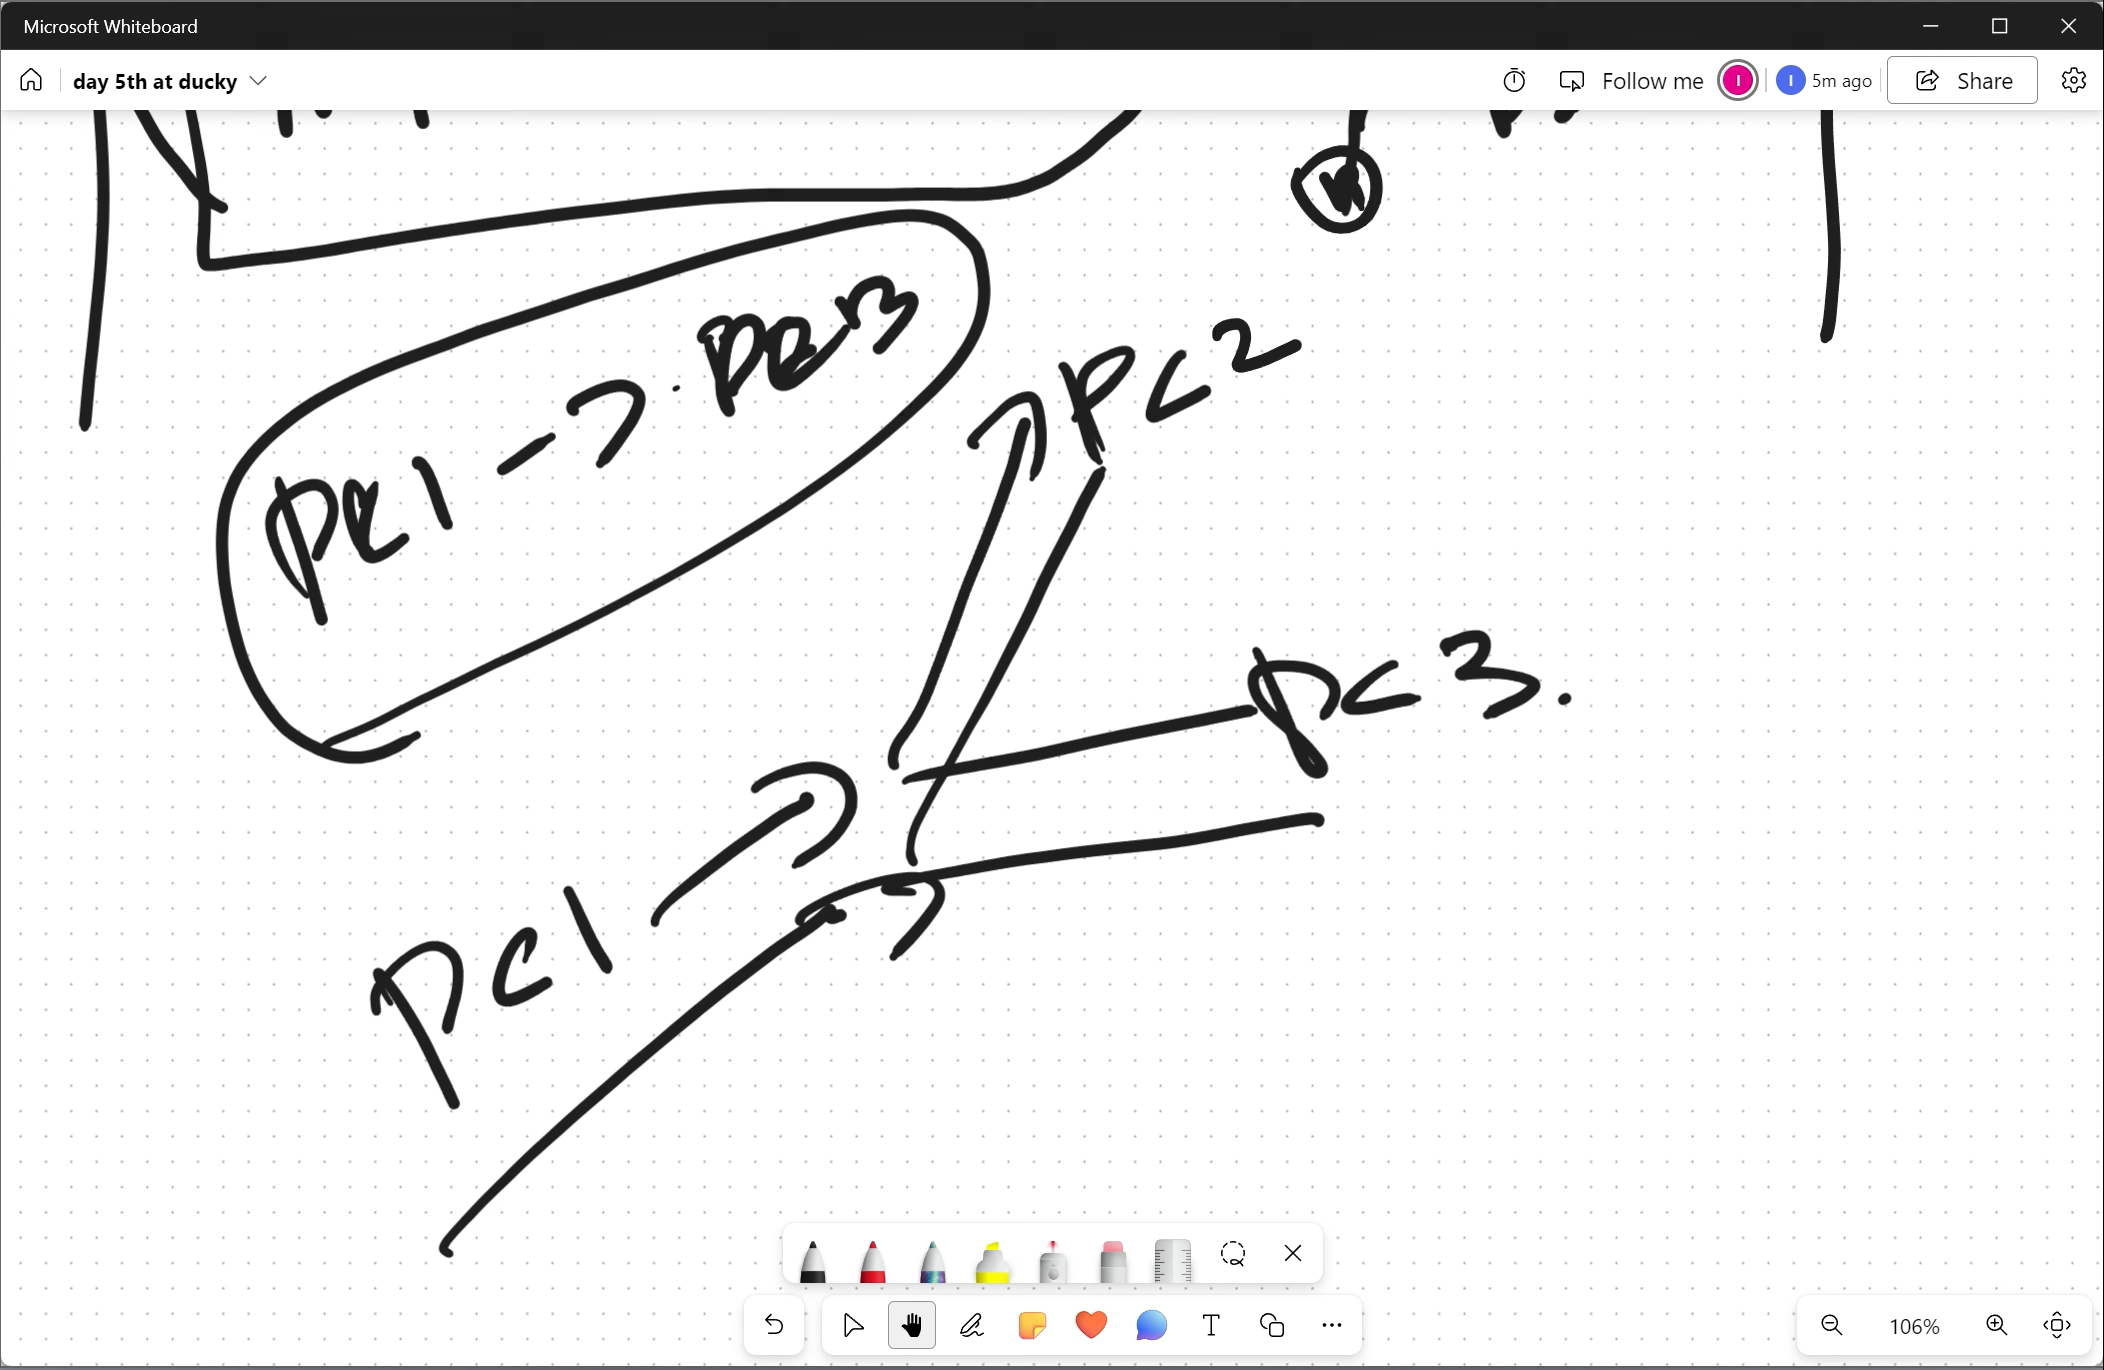 Microsoft Whiteboard
day 5th at ducky
Follow me
I
I
5m ago
Share
PC1 -> . PC3
PC2
PC3.
PC1
T
106%